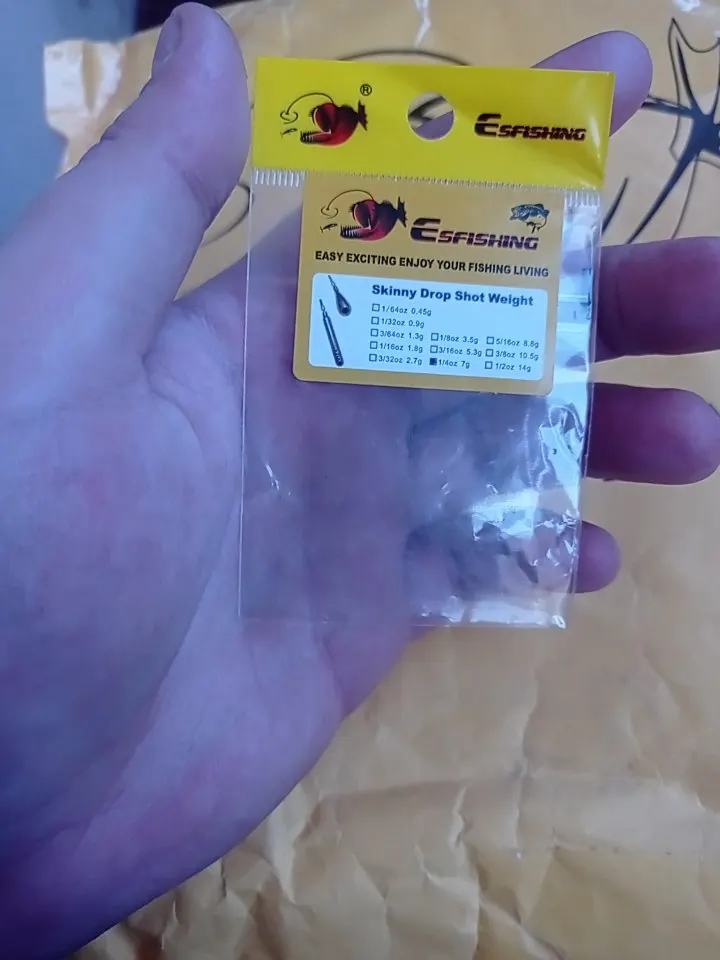 ®
ESFISHING
ESFISHING
EASY EXCITING ENJOY YOUR FISHING LIVING
Skinny Drop Shot Weight
☐ 1/64oz 0.45g
☐ 1/32oz 0.9g
☐ 3/64oz 1.3g ☐ 1/8oz 3.5g ☐ 5/16oz 8.8g
☐ 1/16oz 1.8g ☐ 3/16oz 5.3g ☐ 3/8oz 10.5g
☐ 3/32oz 2.7g ■ 1/4oz 7g ☐ 1/2oz 14g